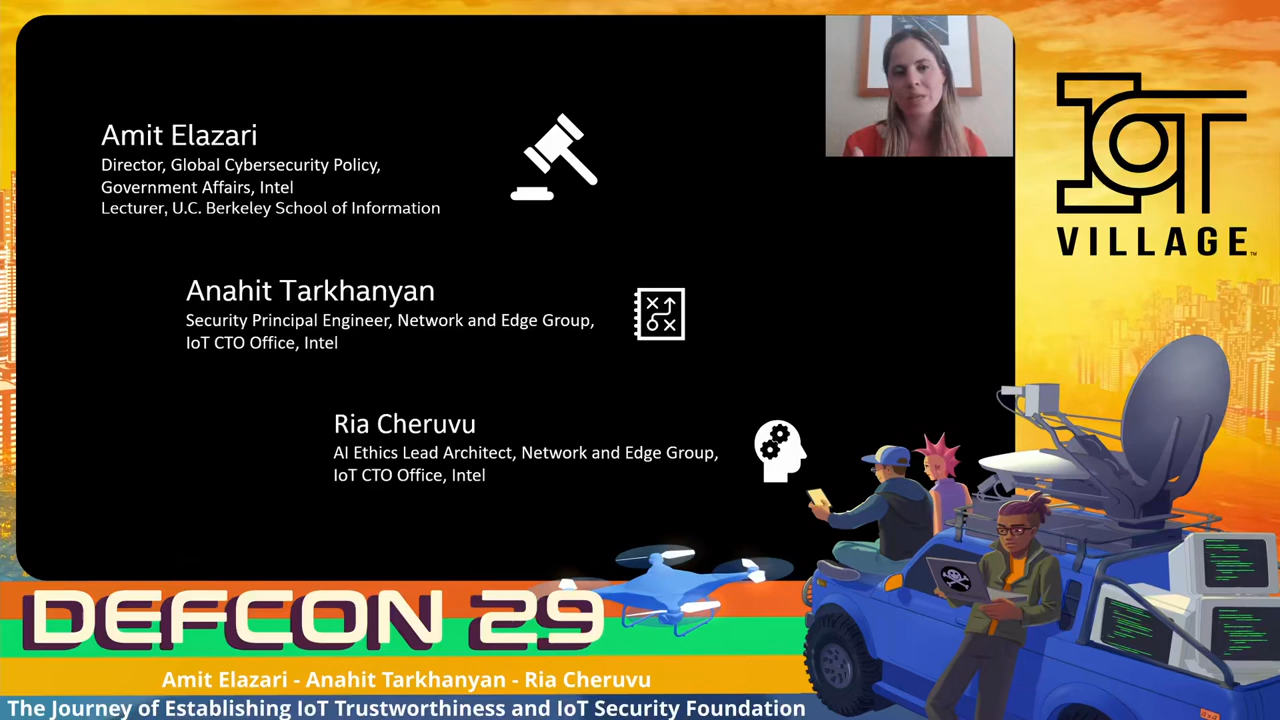 Amit Elazari
Director, Global Cybersecurity Policy,
Government Affairs, Intel
Lecturer, U.C. Berkeley School of Information
Anahit Tarkhanyan
Security Principal Engineer, Network and Edge Group,
IoT CTO Office, Intel
Ria Cheruvu
AI Ethics Lead Architect, Network and Edge Group,
IoT CTO Office, Intel
IOT
VILLAGE™
DEFCON 29
Amit Elazari - Anahit Tarkhanyan - Ria Cheruvu
The Journey of Establishing IoT Trustworthiness and IoT Security Foundation